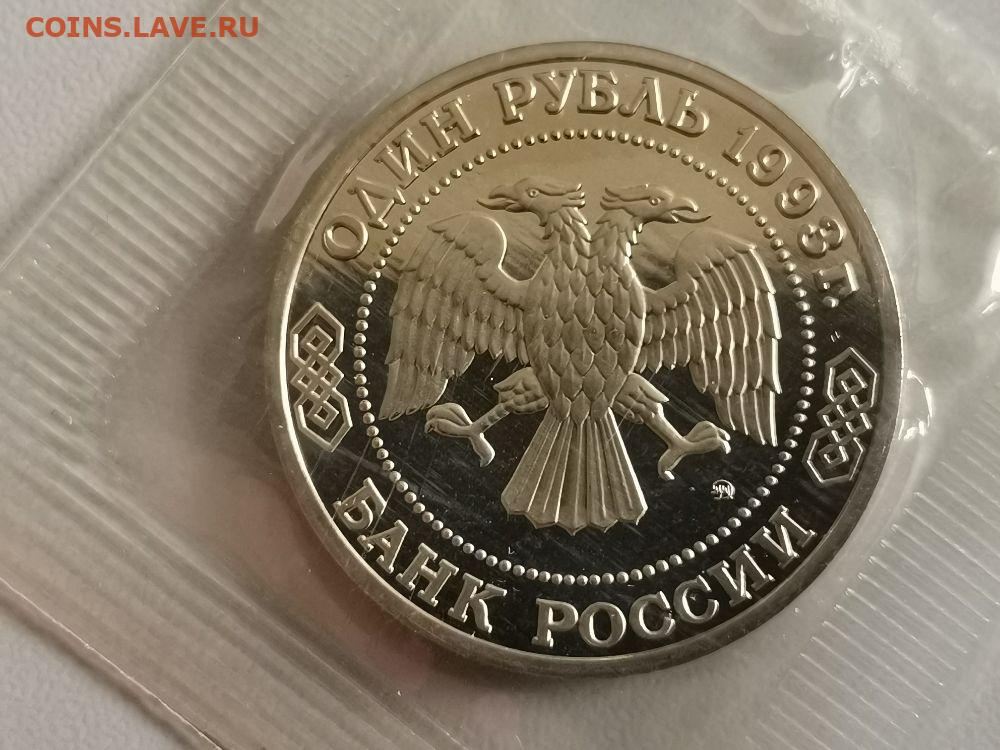 COINS.LAVE.RU
ОДИН РУБЛЬ 1993 г.
БАНК РОССИИ